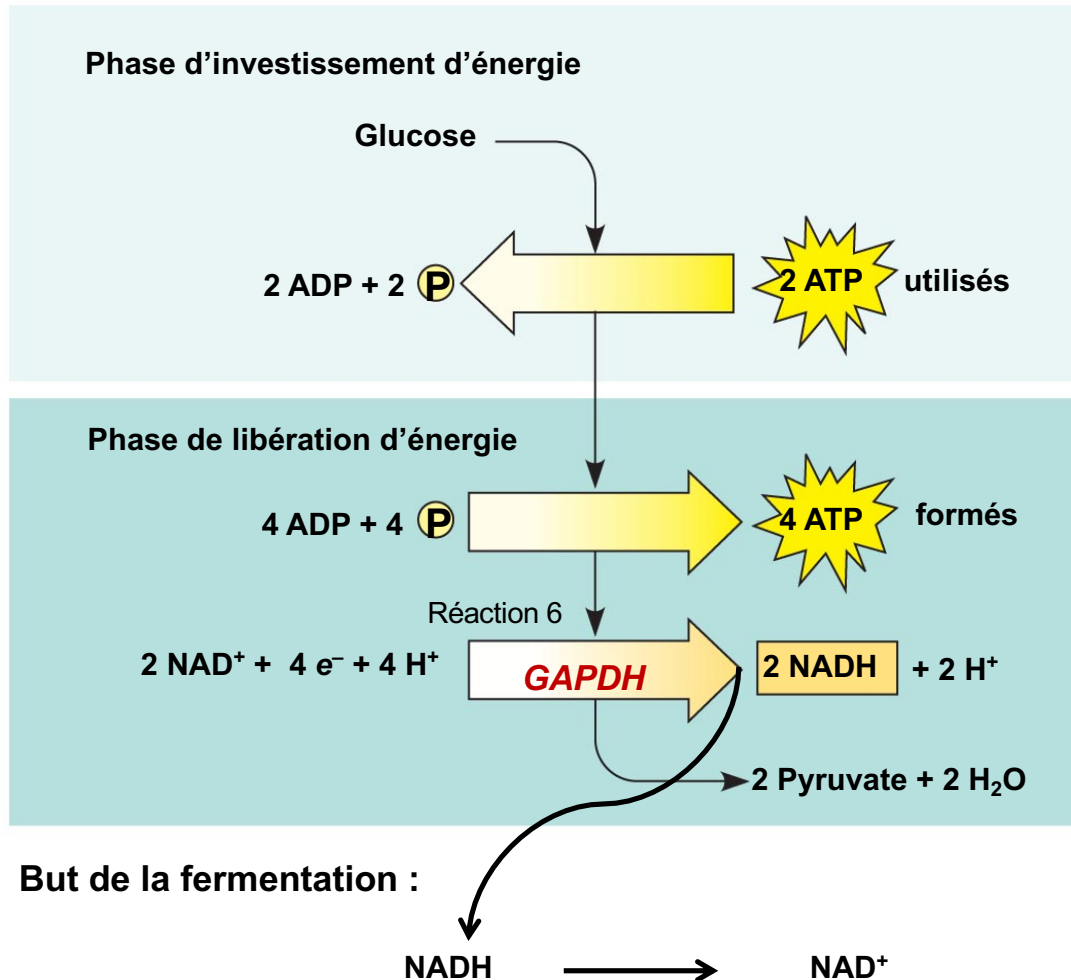 Phase d’investissement d’énergie
Glucose
2 ADP + 2 P 2 ATP utilisés
Phase de libération d’énergie
4 ADP + 4 P 4 ATP formés
Réaction 6
2 NAD⁺ + 4 e⁻ + 4 H⁺ GAPDH 2 NADH + 2 H⁺
2 Pyruvate + 2 H₂O
But de la fermentation :
NADH NAD⁺